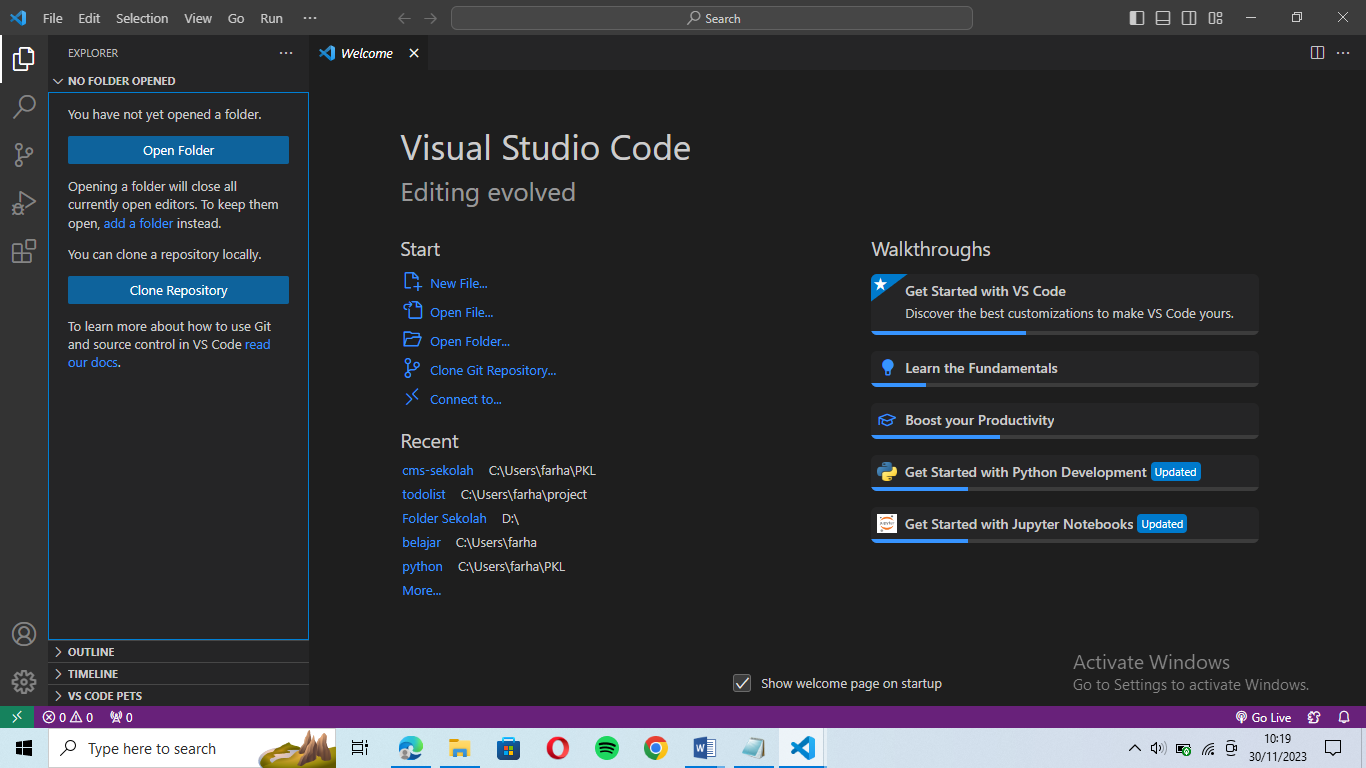 File Edit Selection View Go Run ···
Search
EXPLORER
NO FOLDER OPENED
You have not yet opened a folder.
Open Folder
Opening a folder will close all
currently open editors. To keep them
open, add a folder instead.
You can clone a repository locally.
Clone Repository
To learn more about how to use Git
and source control in VS Code read
our docs.
OUTLINE
TIMELINE
VS CODE PETS
Welcome
Visual Studio Code
Editing evolved
Start
New File...
Open File...
Open Folder...
Clone Git Repository...
Connect to...
Recent
cms-sekolah C:\Users\farha\PKL
todolist C:\Users\farha\project
Folder Sekolah D:\
belajar C:\Users\farha
python C:\Users\farha\PKL
More...
Walkthroughs
Get Started with VS Code
Discover the best customizations to make VS Code yours.
Learn the Fundamentals
Boost your Productivity
Get Started with Python Development Updated
Get Started with Jupyter Notebooks Updated
Show welcome page on startup
Activate Windows
Go to Settings to activate Windows.
0 0 0
Go Live
Type here to search
10:19
30/11/2023